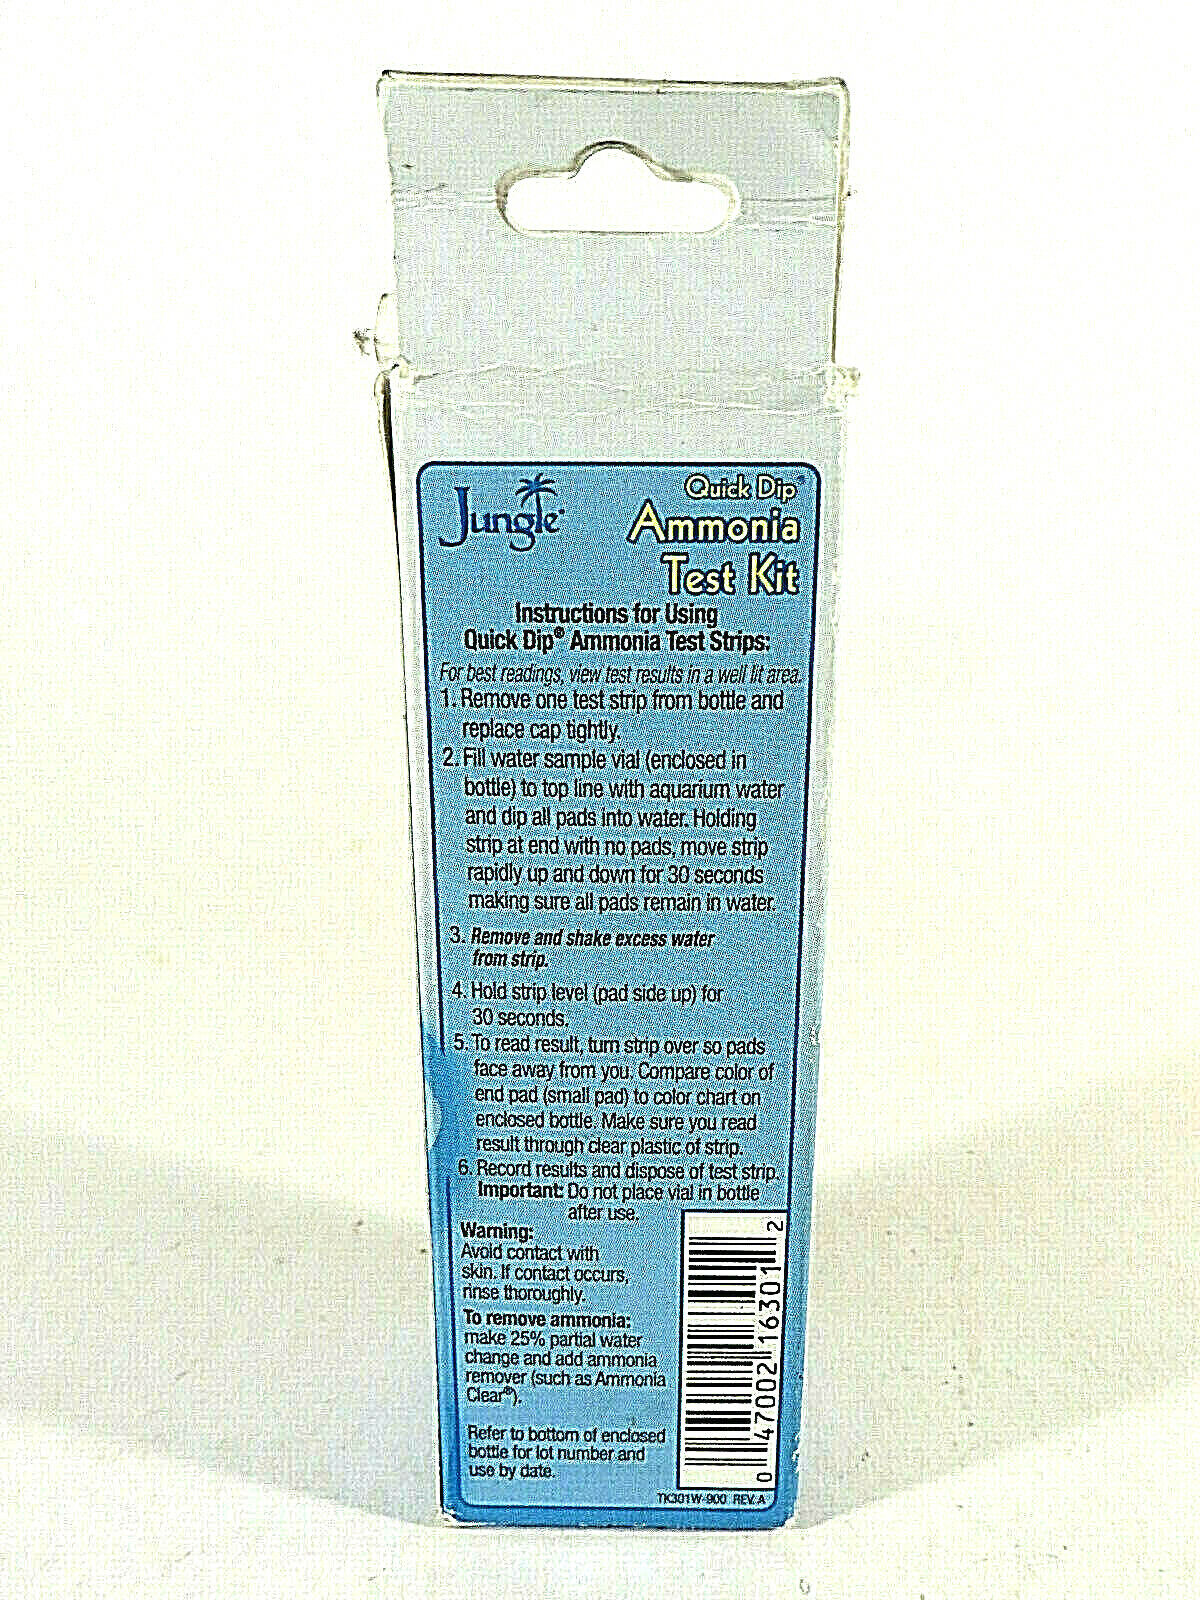 Jungle®
Quick Dip®
Ammonia
Test Kit
Instructions for Using
Quick Dip® Ammonia Test Strips:
For best readings, view test results in a well lit area.
1. Remove one test strip from bottle and
replace cap tightly.
2. Fill water sample vial (enclosed in
bottle) to top line with aquarium water
and dip all pads into water. Holding
strip at end with no pads, move strip
rapidly up and down for 30 seconds
making sure all pads remain in water.
3. Remove and shake excess water
from strip.
4. Hold strip level (pad side up) for
30 seconds.
5. To read result, turn strip over so pads
face away from you. Compare color of
end pad (small pad) to color chart on
enclosed bottle. Make sure you read
result through clear plastic of strip.
6. Record results and dispose of test strip.
Important: Do not place vial in bottle
after use.
Warning:
Avoid contact with
skin. If contact occurs,
rinse thoroughly.
To remove ammonia:
make 25% partial water
change and add ammonia
remover (such as Ammonia
Clear®).
Refer to bottom of enclosed
bottle for lot number and
use by date.
0 47002 16301 2
TK301W-900 REV. A